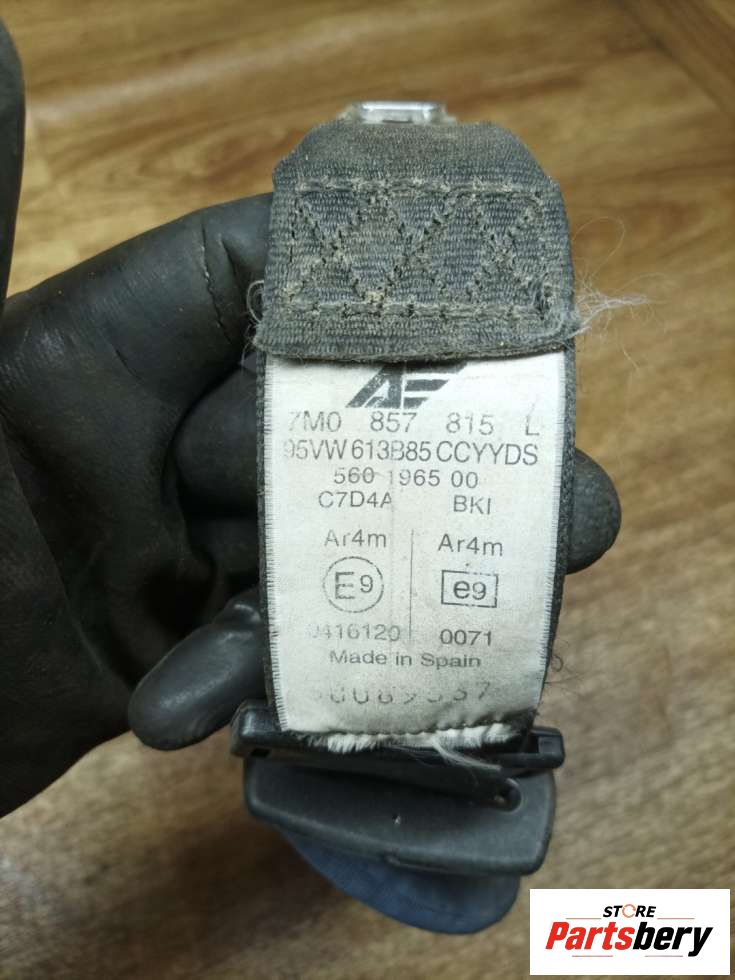 7M0 857 815 L
95VW 613B85 CCYYDS
560 1965 00
C7D4A BKI
Ar4m Ar4m
E9 e9
0416120 0071
Made in Spain
STORE
Partsbery